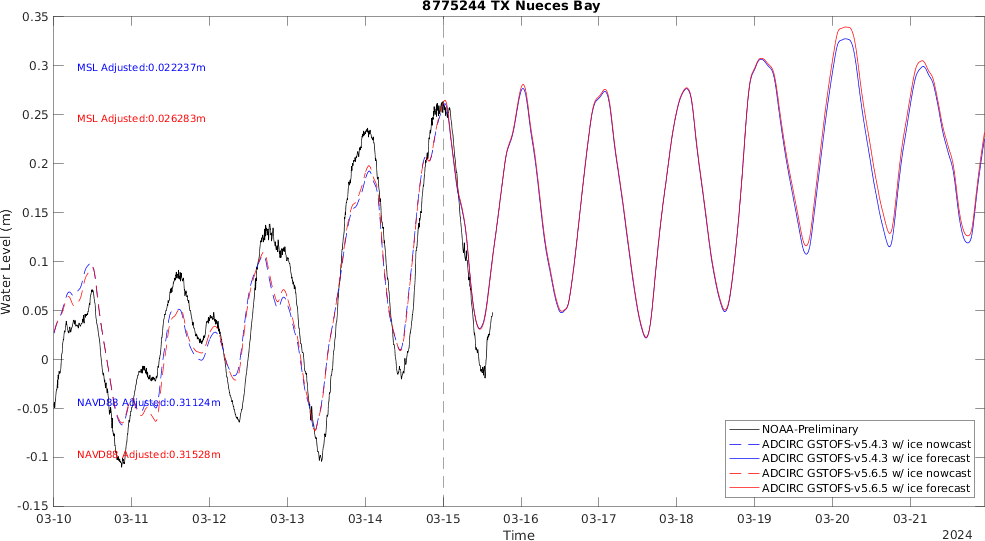 8775244 TX Nueces Bay
0.35
0.3
0.25
0.2
0.15
0.1
0.05
0
-0.05
-0.1
-0.15
Water Level (m)
MSL Adjusted:0.022237m
MSL Adjusted:0.026283m
NAVD88 Adjusted:0.31124m
NAVD88 Adjusted:0.31528m
NOAA-Preliminary
ADCIRC GSTOFS-v5.4.3 w/ ice nowcast
ADCIRC GSTOFS-v5.4.3 w/ ice forecast
ADCIRC GSTOFS-v5.6.5 w/ ice nowcast
ADCIRC GSTOFS-v5.6.5 w/ ice forecast
03-10 03-11 03-12 03-13 03-14 03-15 03-16 03-17 03-18 03-19 03-20 03-21
Time
2024